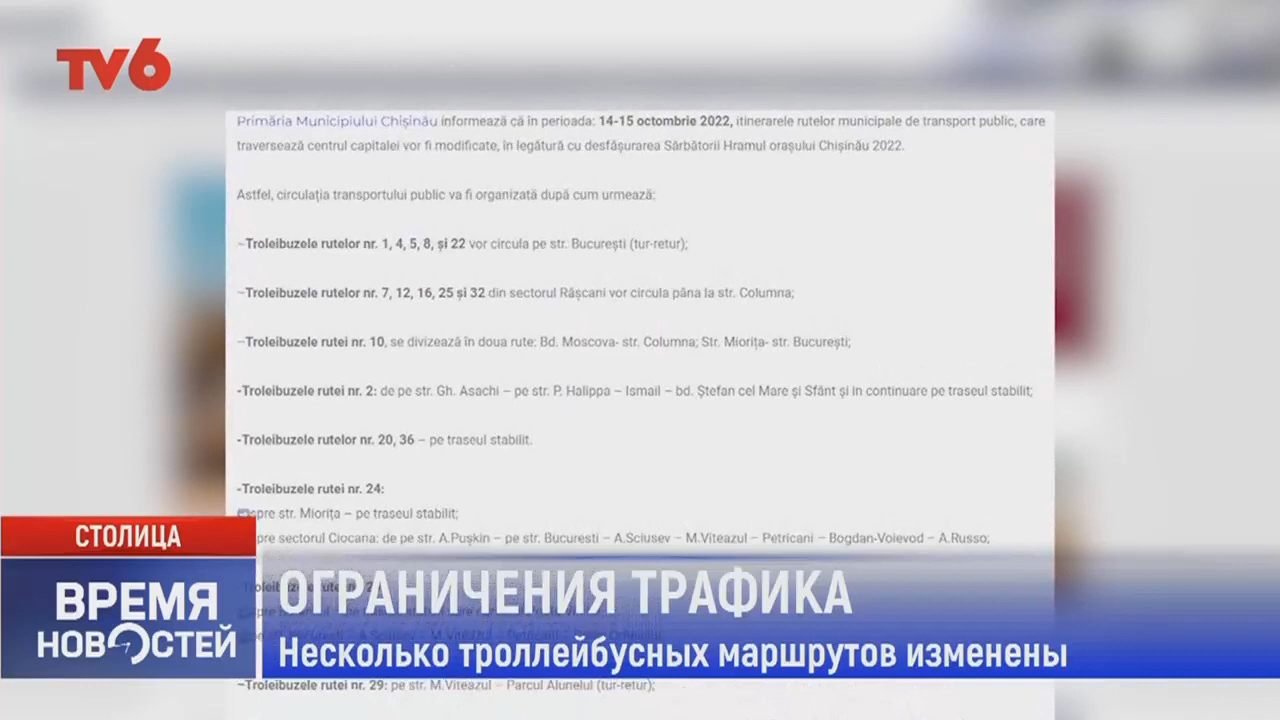 TV6
Primăria Municipiului Chișinău informează că în perioada: 14-15 octombrie 2022, itinerarele rutelor municipale de transport public, care
traversează centrul capitalei vor fi modificate, în legătură cu desfășurarea Sărbătorii Hramul orașului Chișinău 2022.
Astfel, circulația transportului public va fi organizată după cum urmează:
–Troleibuzele rutelor nr. 1, 4, 5, 8, și 22 vor circula pe str. București (tur-retur);
–Troleibuzele rutelor nr. 7, 12, 16, 25 și 32 din sectorul Râșcani vor circula pâna la str. Columna;
–Troleibuzele rutei nr. 10, se divizează în doua rute: Bd. Moscova- str. Columna; Str. Miorița- str. București;
-Troleibuzele rutei nr. 2: de pe str. Gh. Asachi – pe str. P. Halippa – Ismail – bd. Ștefan cel Mare și Sfânt și în continuare pe traseul stabilit;
-Troleibuzele rutelor nr. 20, 36 – pe traseul stabilit.
-Troleibuzele rutei nr. 24:
spre str. Miorița – pe traseul stabilit;
spre sectorul Ciocana: de pe str. A.Pușkin – pe str. Bucuresti – A.Sciusev – M.Viteazul – Petricani – Bogdan-Voievod – A.Russo;
СТОЛИЦА
ВРЕМЯ
НОВОСТЕЙ
ОГРАНИЧЕНИЯ ТРАФИКА
Несколько троллейбусных маршрутов изменены
–Troleibuzele rutei nr. 29: pe str. M.Viteazul – Parcul Alunelul (tur-retur);